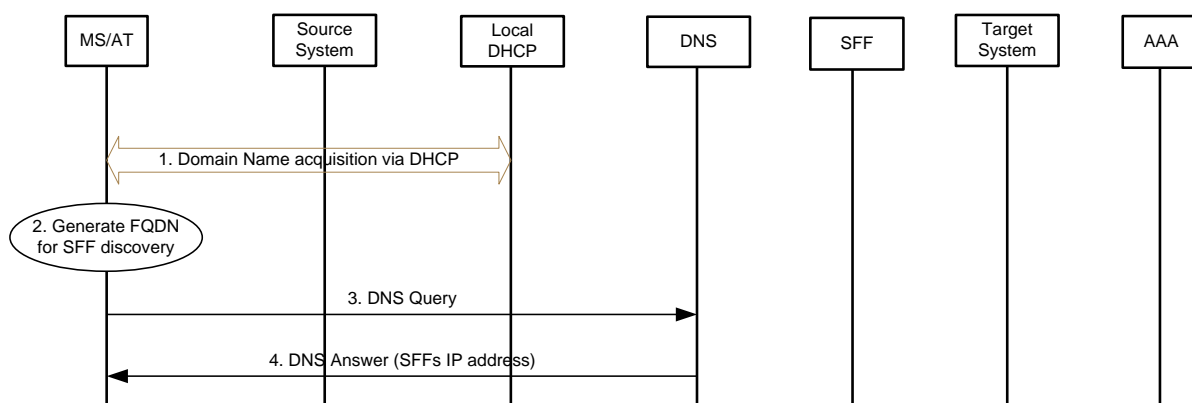 MS/AT
Source
System
Local
DHCP
DNS
SFF
Target
System
AAA
1. Domain Name acquisition via DHCP
2. Generate FQDN
for SFF discovery
3. DNS Query
4. DNS Answer (SFFs IP address)